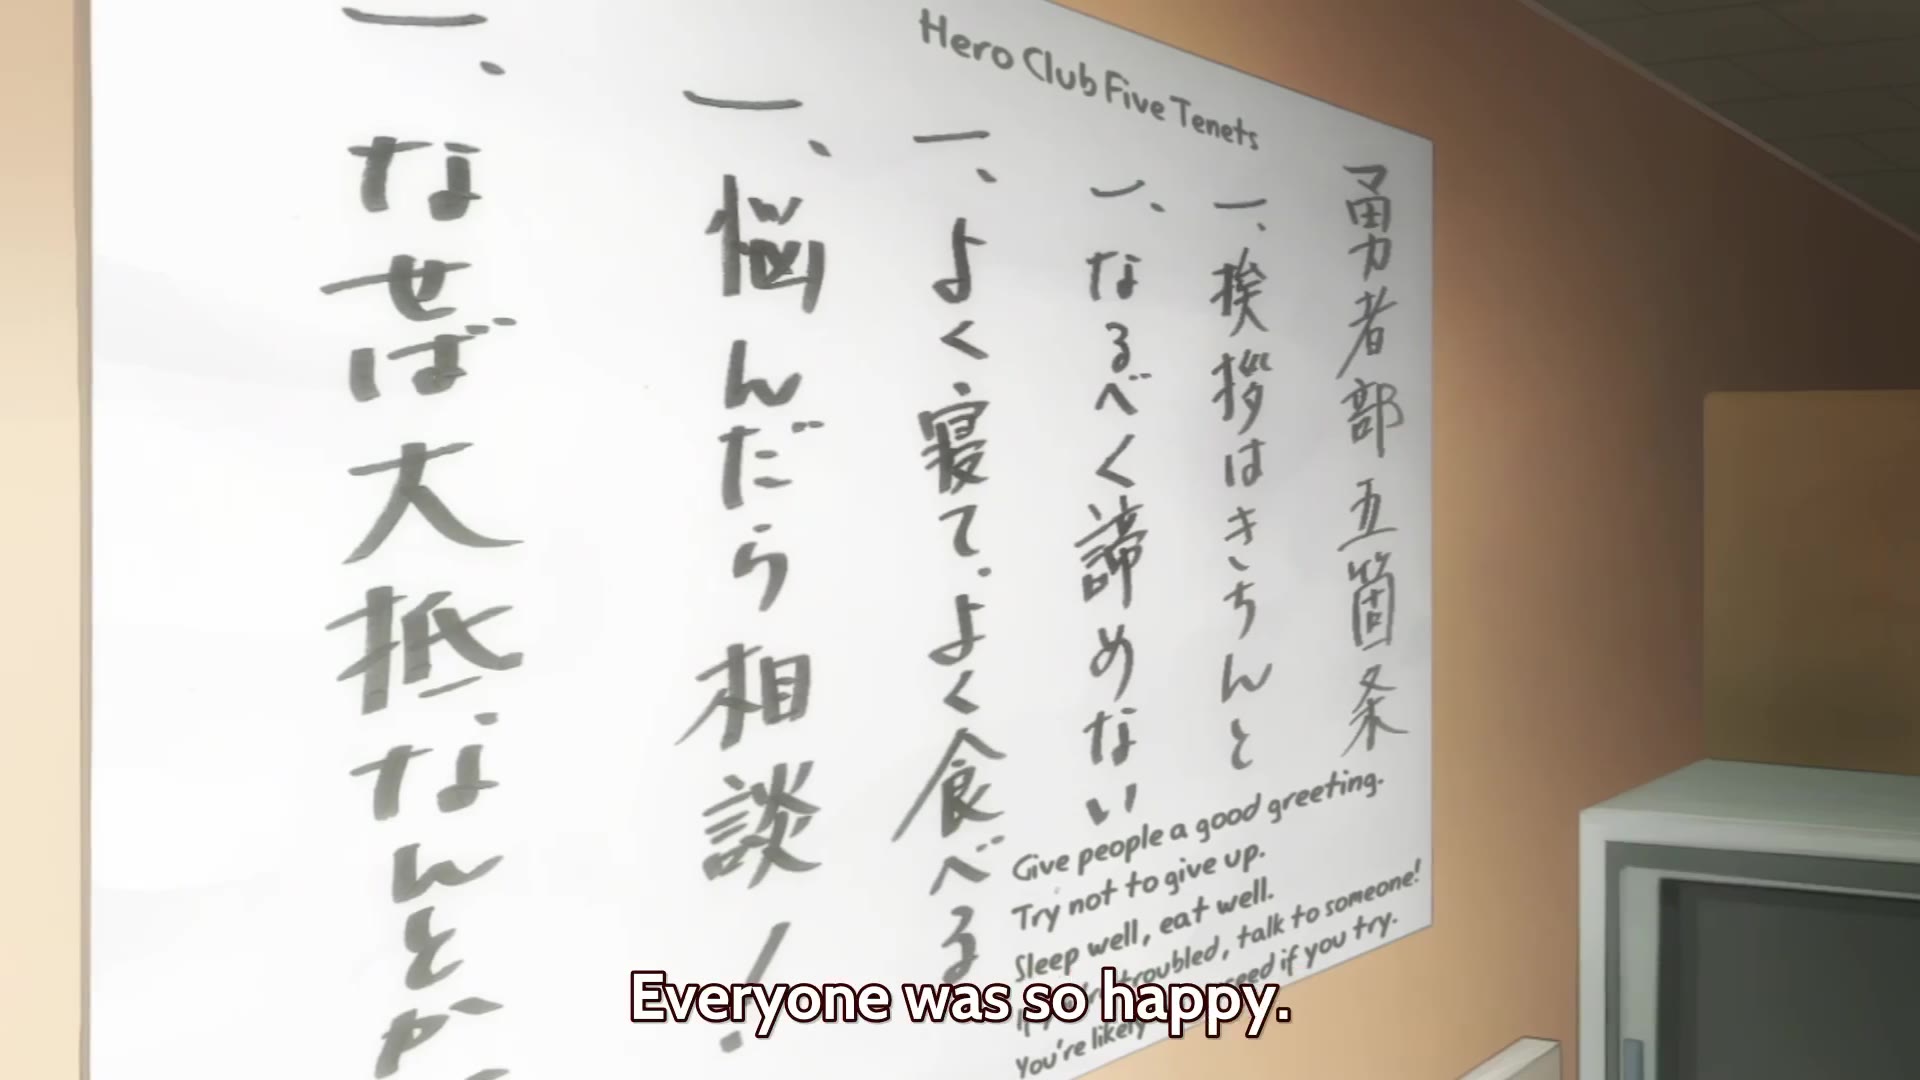 Hero Club Five Tenets
勇者部五箇条
一、挨拶はきちんと
一、なるべく諦めない
一、よく寝て、よく食べる
一、悩んだら相談！
一、なせば大抵なんとか
Give people a good greeting.
Try not to give up.
Sleep well, eat well.
troubled, talk to someone!
You're likely if you try.
Everyone was so happy.